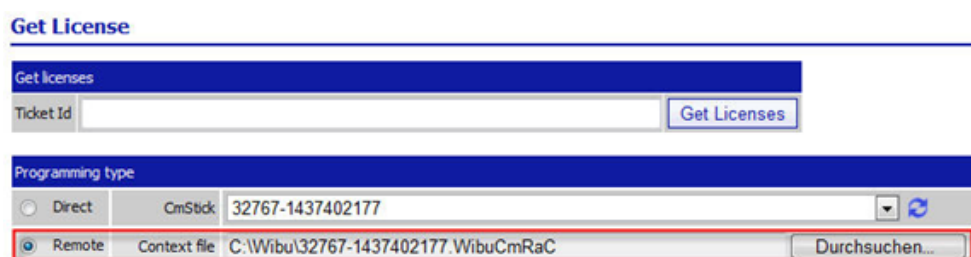 Get License
Get licenses
Ticket Id Get Licenses
Programming type
Direct CmStick 32767-1437402177
Remote Context file C:\Wibu\32767-1437402177.WibuCmRaC Durchsuchen...